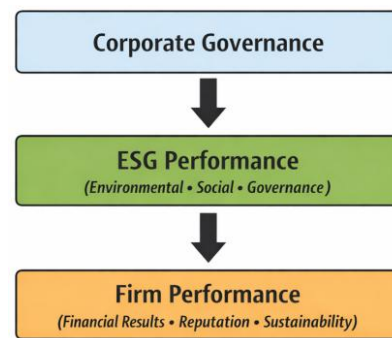 Corporate Governance
ESG Performance
(Environmental • Social • Governance)
Firm Performance
(Financial Results • Reputation • Sustainability)